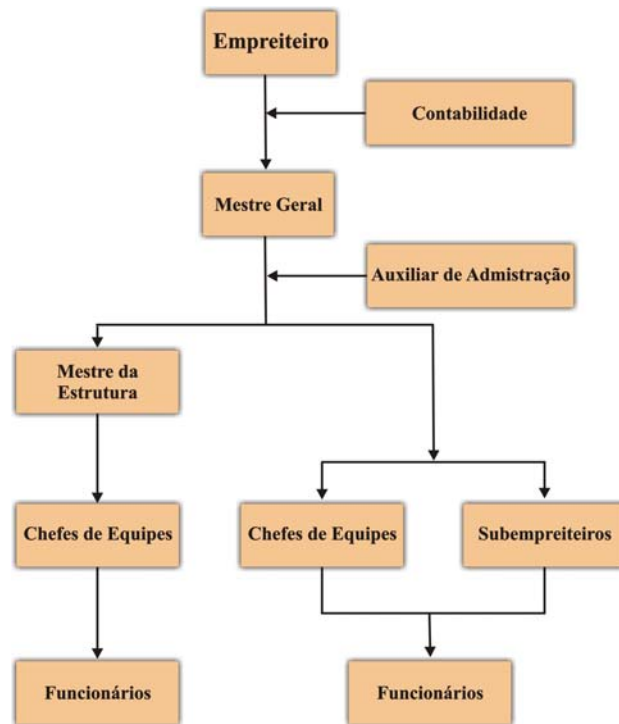 Empreiteiro
Contabilidade
Mestre Geral
Auxiliar de Admistração
Mestre da
Estrutura
Chefes de Equipes
Chefes de Equipes
Subempreiteiros
Funcionários
Funcionários